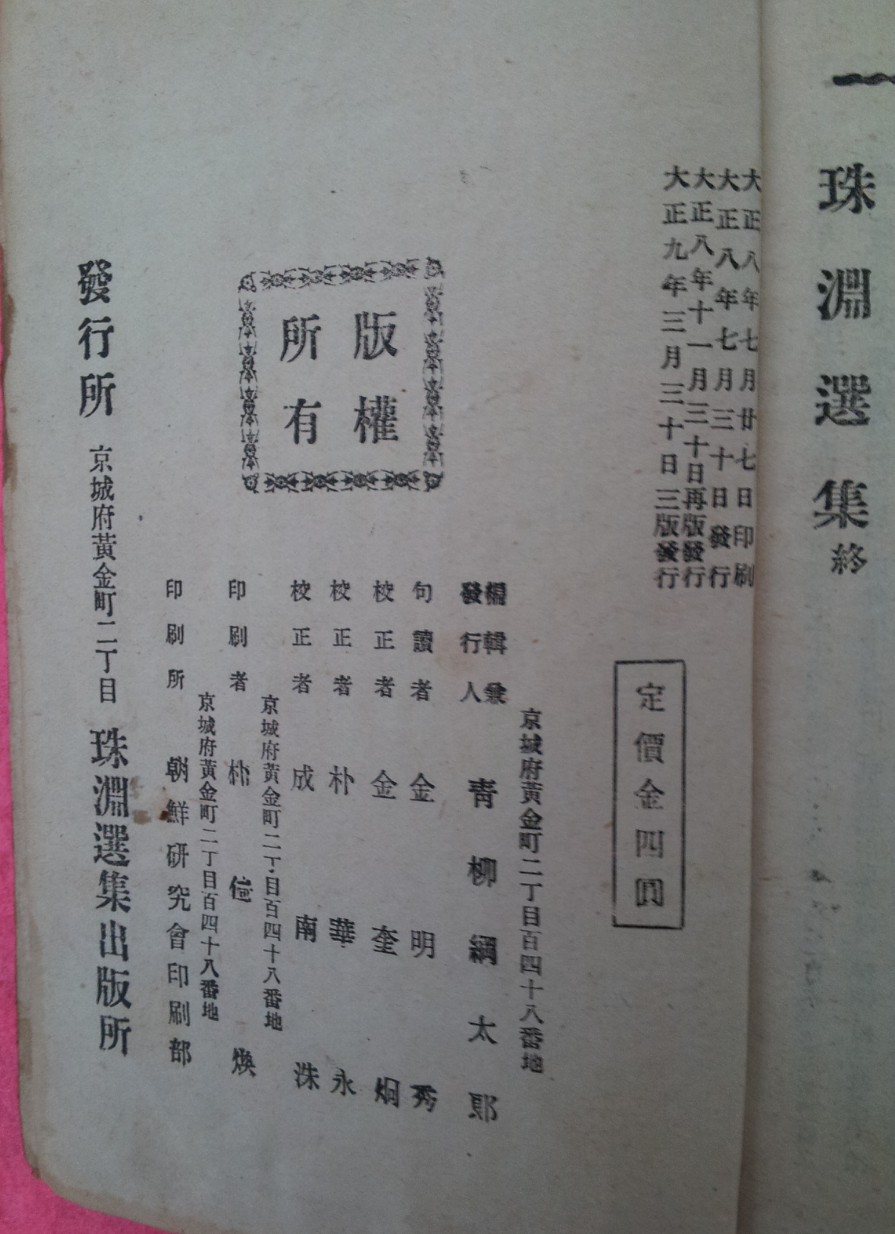 珠淵選集終
大正八年七月廿七日印刷
大正八年七月三十日發行
大正八年十一月三十日再版發行
大正九年三月三十日三版發行
定價金四圓
京城府黃金町二丁目百四十八番地
編輯兼
發行人 靑柳綱太郞
句讀者 金明秀
校正者 金奎炯
校正者 朴華永
校正者 成南洙
京城府黃金町二丁目百四十八番地
印刷者 朴煥
京城府黃金町二丁目百四十八番地
印刷所 朝鮮硏究會印刷部
版權
所有
發行所 京城府黃金町二丁目 珠淵選集出版所